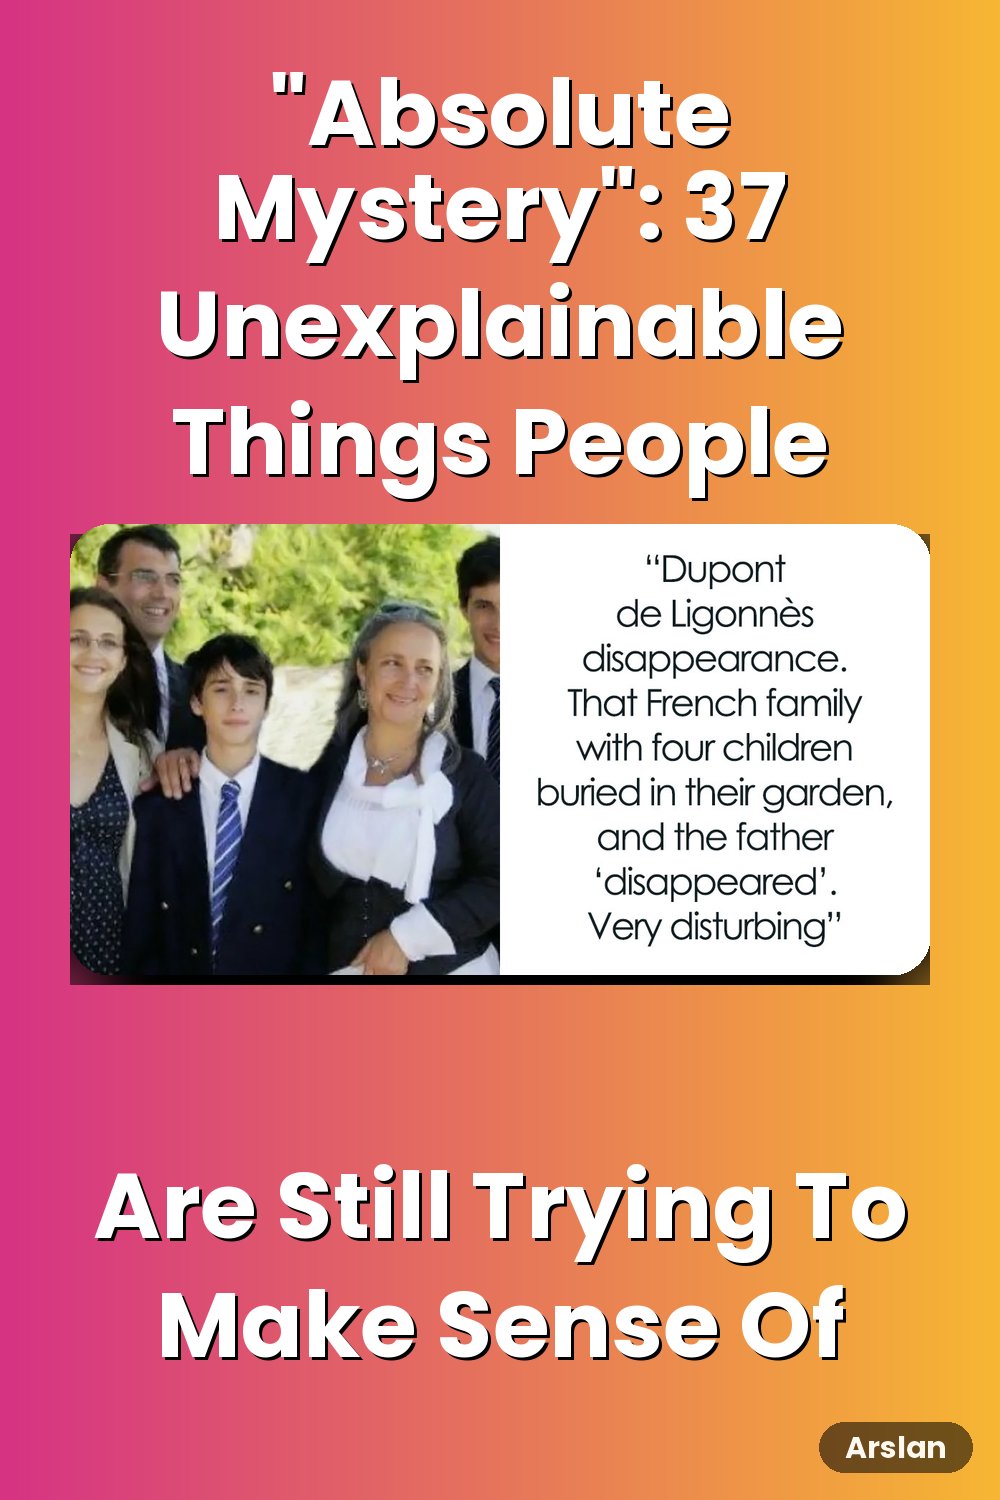 "Absolute
Mystery": 37
Unexplainable
Things People
“Dupont
de Ligonnès
disappearance.
That French family
with four children
buried in their garden,
and the father
‘disappeared’.
Very disturbing”
Are Still Trying To
Make Sense Of
Arslan